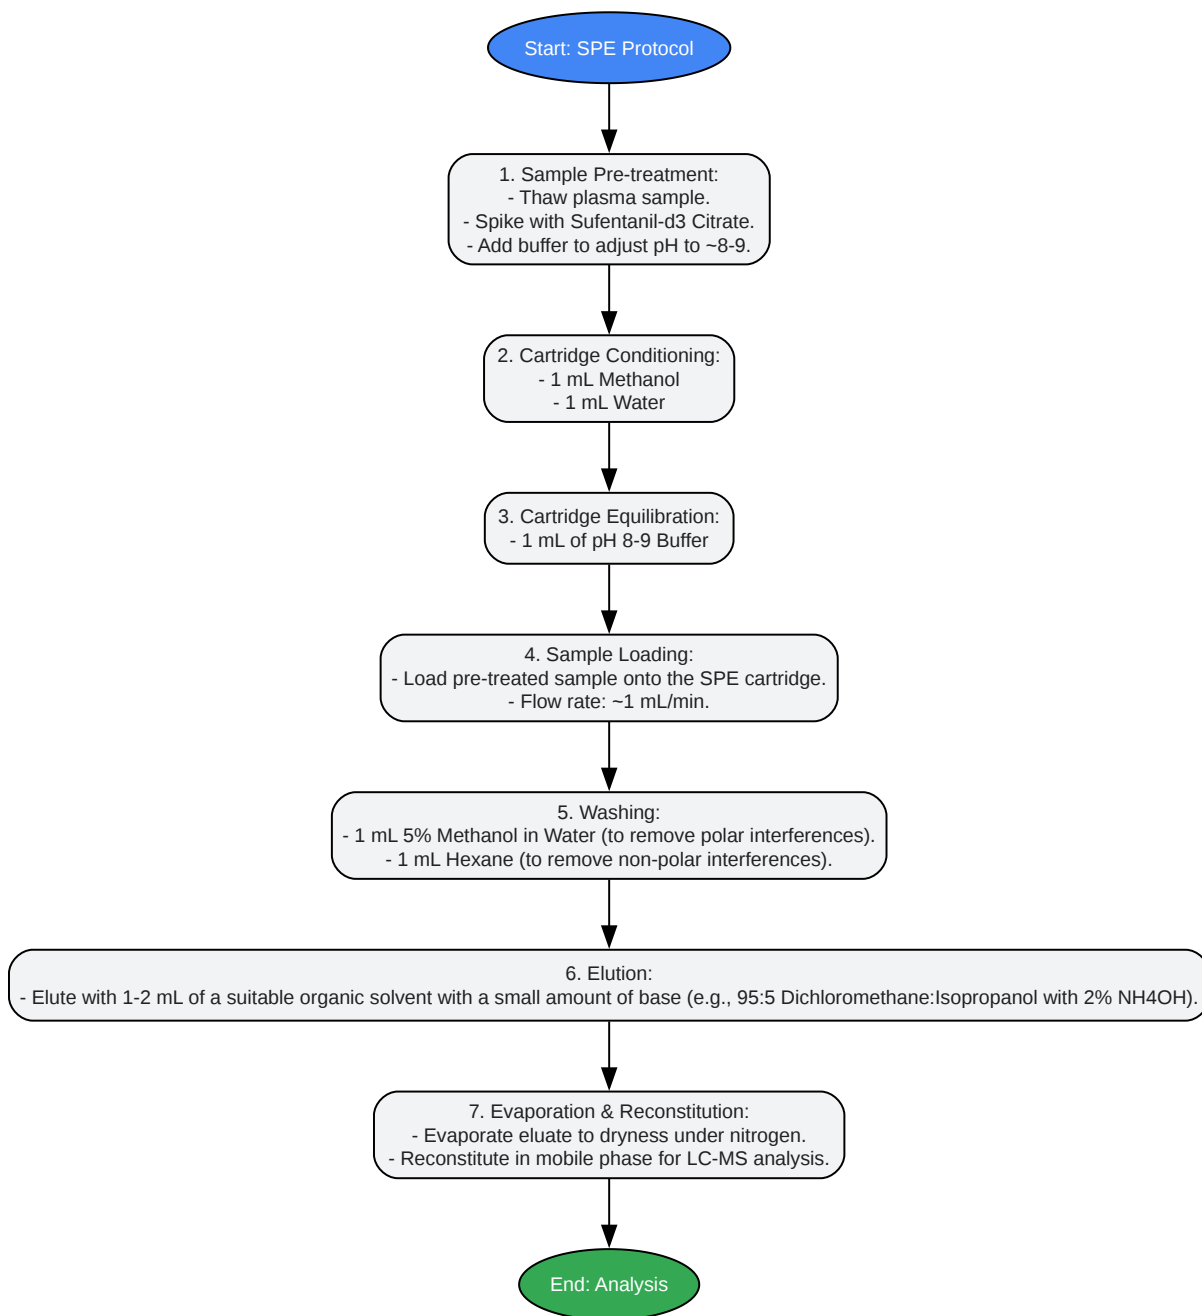 Start: SPE Protocol
1. Sample Pre-treatment:
- Thaw plasma sample.
- Spike with Sufentanil-d3 Citrate.
- Add buffer to adjust pH to ~8-9.
2. Cartridge Conditioning:
- 1 mL Methanol
- 1 mL Water
3. Cartridge Equilibration:
- 1 mL of pH 8-9 Buffer
4. Sample Loading:
- Load pre-treated sample onto the SPE cartridge.
- Flow rate: ~1 mL/min.
5. Washing:
- 1 mL 5% Methanol in Water (to remove polar interferences).
- 1 mL Hexane (to remove non-polar interferences).
6. Elution:
- Elute with 1-2 mL of a suitable organic solvent with a small amount of base (e.g., 95:5 Dichloromethane:Isopropanol with 2% NH4OH).
7. Evaporation & Reconstitution:
- Evaporate eluate to dryness under nitrogen.
- Reconstitute in mobile phase for LC-MS analysis.
End: Analysis